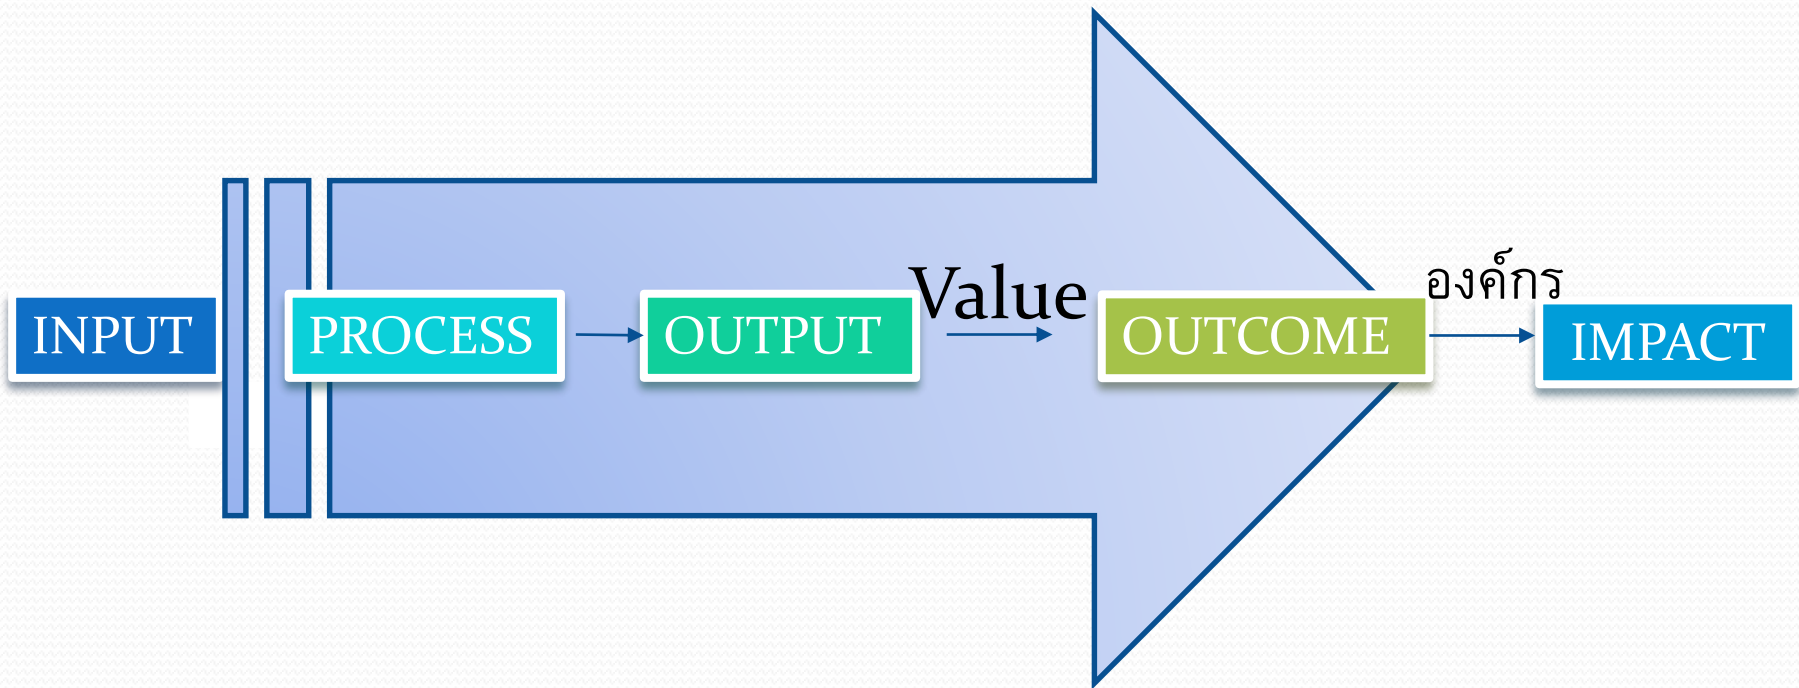 INPUT
PROCESS
OUTPUT
Value
OUTCOME
องค์กร
IMPACT